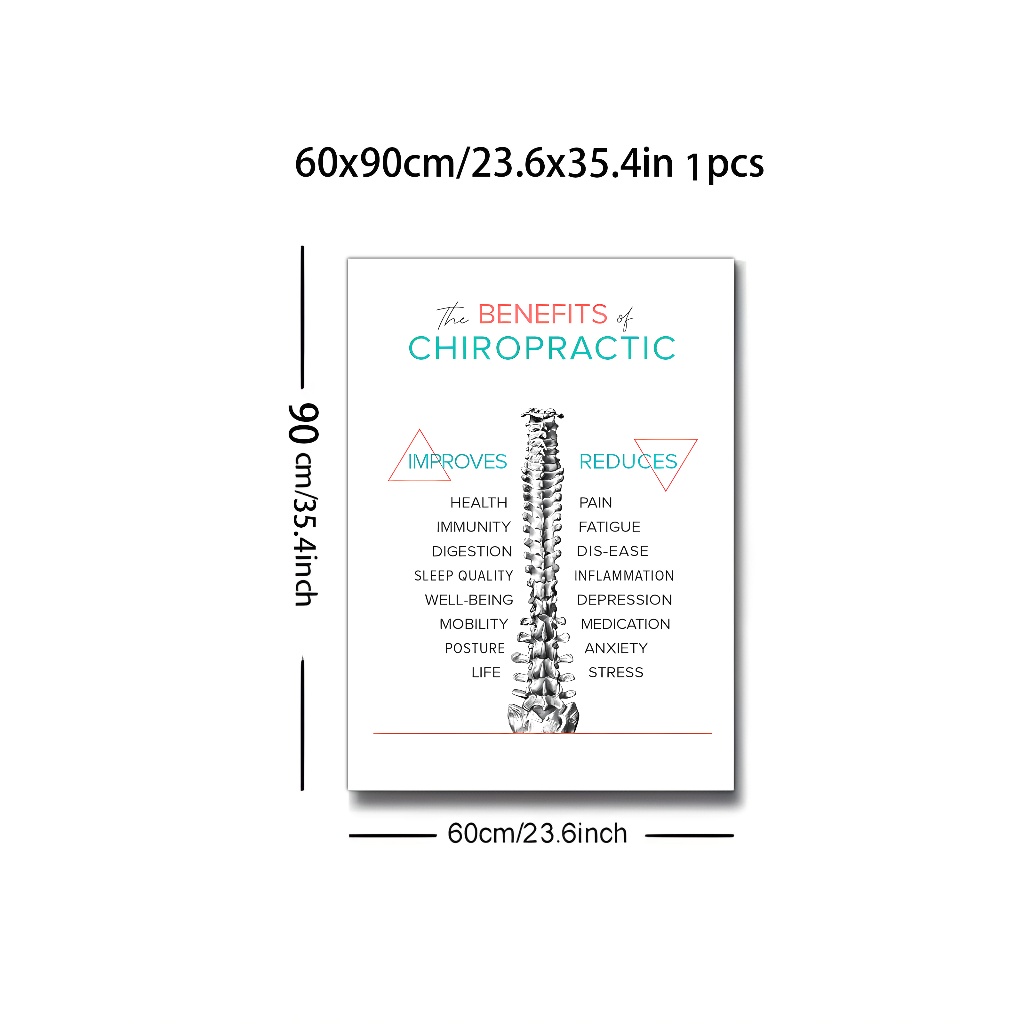 60x90cm/23.6x35.4in 1pcs
The BENEFITS of
CHIROPRACTIC
IMPROVES
HEALTH
IMMUNITY
DIGESTION
SLEEP QUALITY
WELL-BEING
MOBILITY
POSTURE
LIFE
REDUCES
PAIN
FATIGUE
DIS-EASE
INFLAMMATION
DEPRESSION
MEDICATION
ANXIETY
STRESS
90 cm/35.4inch
60cm/23.6inch